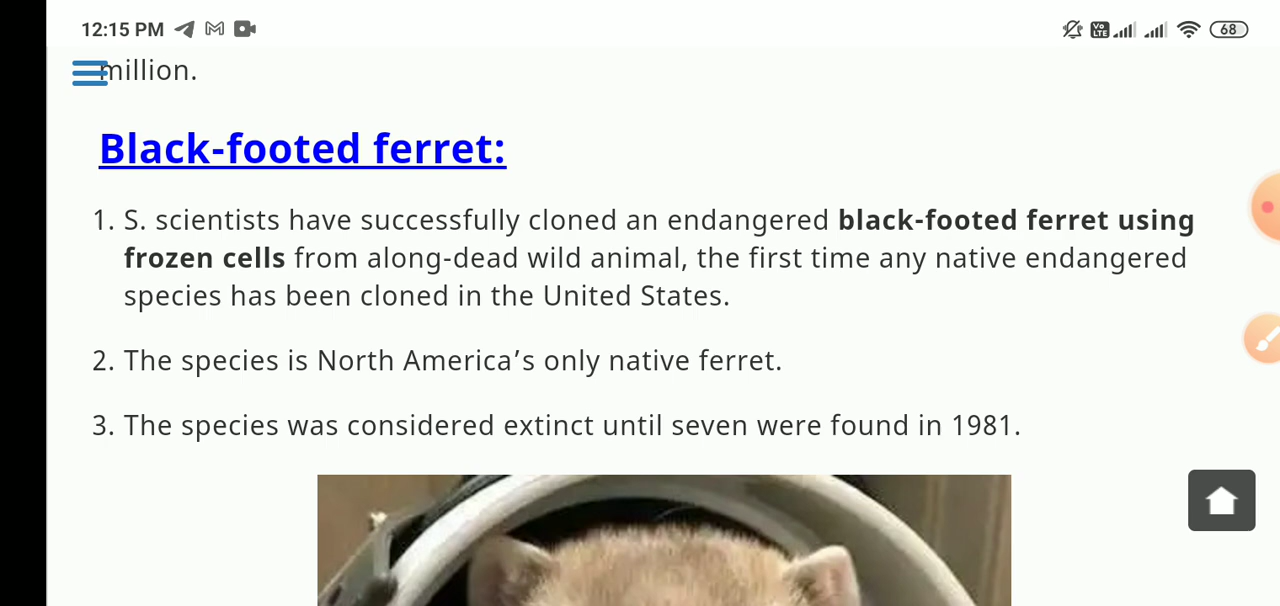 12:15 PM
Vo LTE
68
million.
Black-footed ferret:
1. S. scientists have successfully cloned an endangered black-footed ferret using
frozen cells from along-dead wild animal, the first time any native endangered
species has been cloned in the United States.
2. The species is North America’s only native ferret.
3. The species was considered extinct until seven were found in 1981.